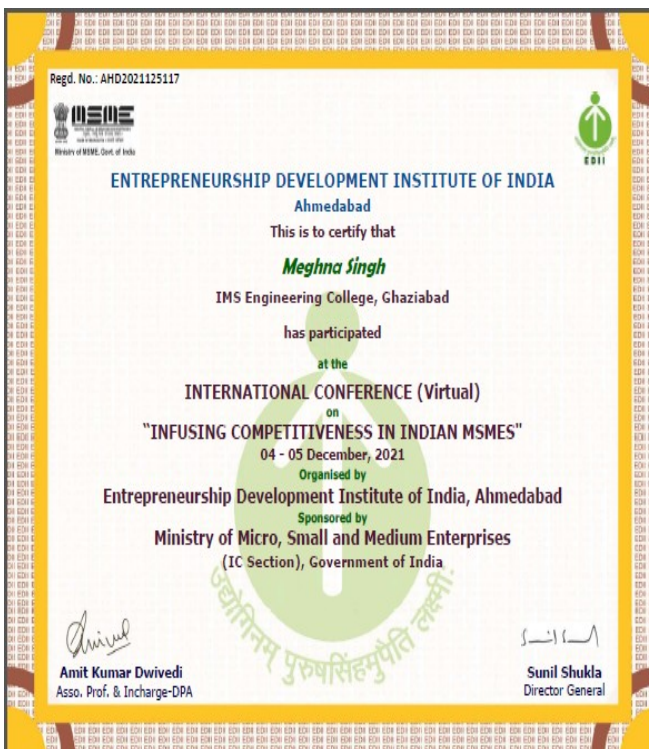 Regd. No.: AHD2021125117
MSME
Ministry of MSME, Govt. of India
EDII
ENTREPRENEURSHIP DEVELOPMENT INSTITUTE OF INDIA
Ahmedabad
This is to certify that
Meghna Singh
IMS Engineering College, Ghaziabad
has participated
at the
INTERNATIONAL CONFERENCE (Virtual)
on
"INFUSING COMPETITIVENESS IN INDIAN MSMES"
04 - 05 December, 2021
Organised by
Entrepreneurship Development Institute of India, Ahmedabad
Sponsored by
Ministry of Micro, Small and Medium Enterprises
(IC Section), Government of India
उद्योगिनम् पुरुषसिंहमुपैति लक्ष्मी:
Amit Kumar Dwivedi
Asso. Prof. & Incharge-DPA
Sunil Shukla
Director General